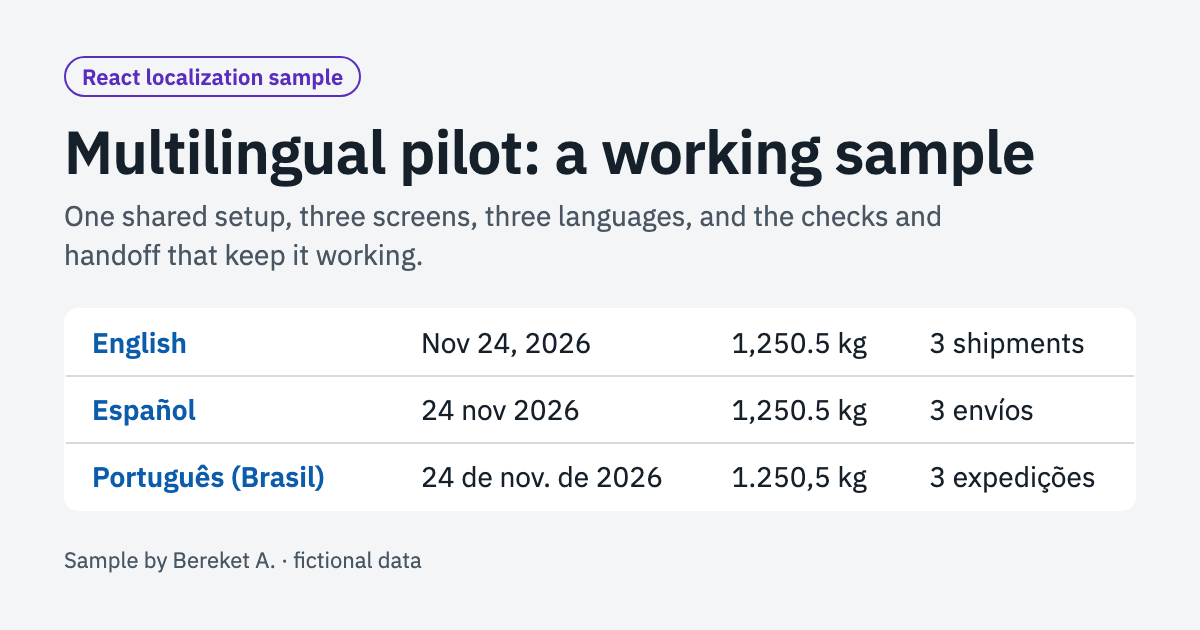 React localization sample
Multilingual pilot: a working sample
One shared setup, three screens, three languages, and the checks and
handoff that keep it working.
English Nov 24, 2026 1,250.5 kg 3 shipments
Español 24 nov 2026 1,250.5 kg 3 envíos
Português (Brasil) 24 de nov. de 2026 1.250,5 kg 3 expedições
Sample by Bereket A. · fictional data